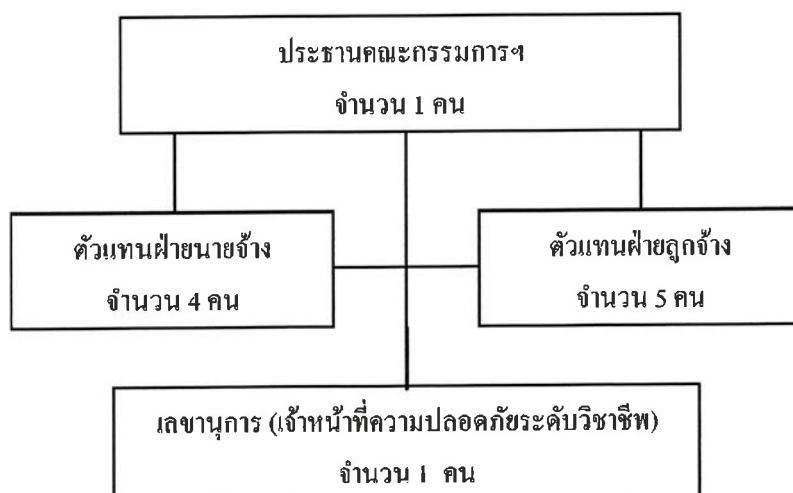 ประธานคณะกรรมการฯ
จำนวน 1 คน
ตัวแทนฝ่ายนายจ้าง
จำนวน 4 คน
ตัวแทนฝ่ายลูกจ้าง
จำนวน 5 คน
เลขานุการ (เจ้าหน้าที่ความปลอดภัยระดับวิชาชีพ)
จำนวน 1 คน